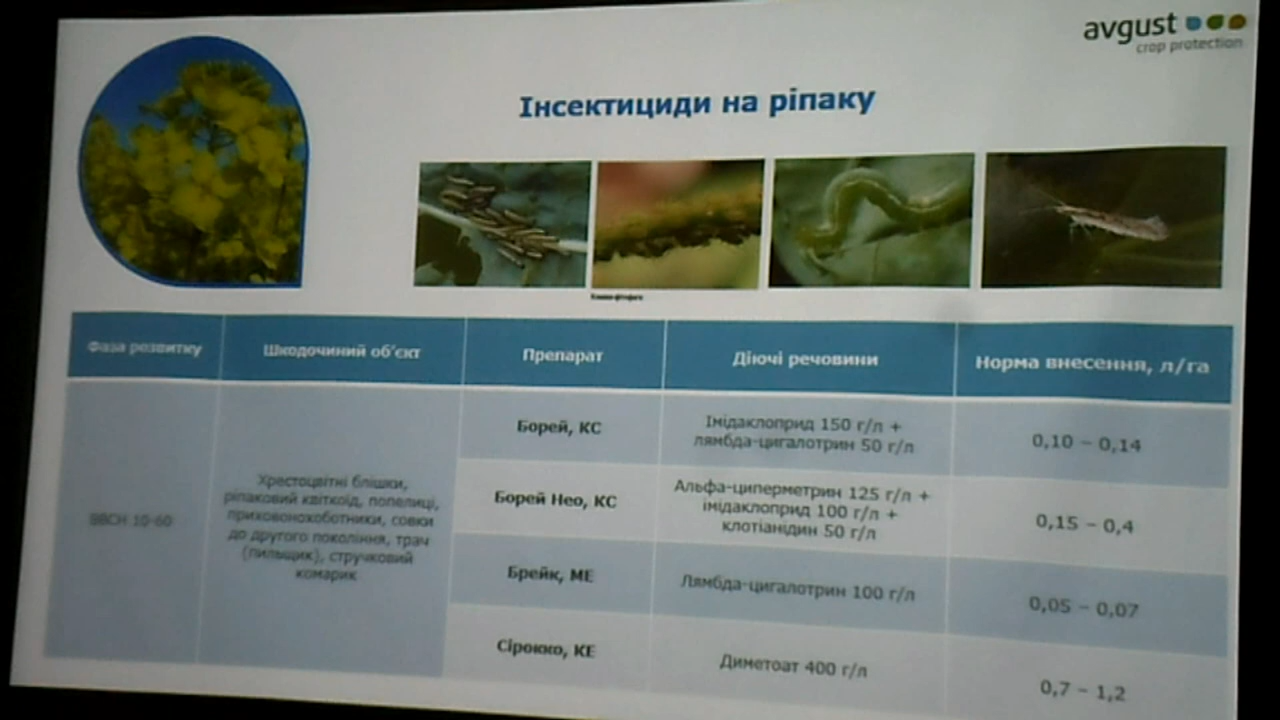 avgust
crop protection
Інсектициди на ріпаку
Фаза розвитку
Шкодочиний об'єкт
Препарат
Діючі речовини
Норма внесення, л/га
BBCH 10-60
Хрестоцвітні блішки,
ріпаковий квіткоїд, попелиці,
приховонохоботники, совки
до другого покоління, трач
(пильщик), стручковий
комарик
Борей, КС
Імідаклоприд 150 г/л +
лямбда-цигалотрин 50 г/л
0,10 – 0,14
Борей Нео, КС
Альфа-циперметрин 125 г/л +
імідаклоприд 100 г/л +
клотіанідин 50 г/л
0,15 – 0,4
Брейк, МЕ
Лямбда-цигалотрин 100 г/л
0,05 – 0,07
Сірокко, КЕ
Диметоат 400 г/л
0,7 – 1,2